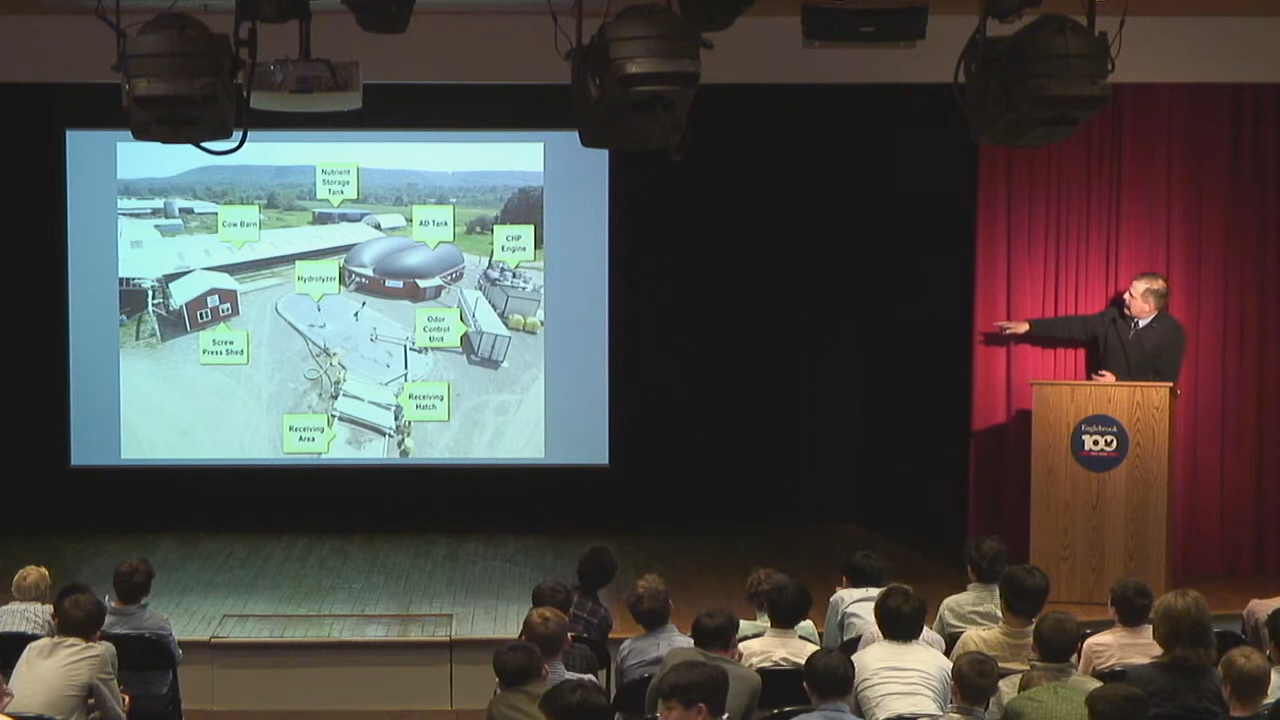 Nutrient
Storage
Tank
Cow Barn
AD Tank
CHP
Engine
Hydrolyzer
Odor
Control
Unit
Screw
Press Shed
Receiving
Hatch
Receiving
Area
Eaglebrook
100